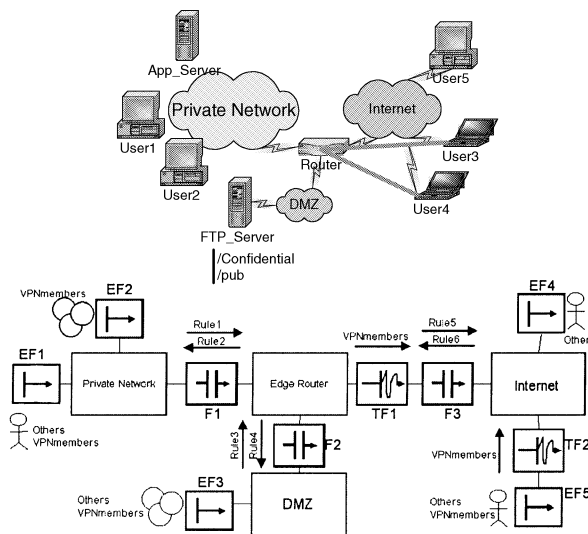 App_Server
User5
Private Network
Internet
User1
Router
User3
User2
User4
DMZ
FTP_Server
/Confidential
/pub
VPNmembers
EF2
EF4
Others
Rule1
Rule2
VPNmembers
Rule5
Rule6
EF1
Private Network
Edge Router
Internet
F1
TF1
F3
Others
VPNmembers
Rule3
Rule4
F2
VPNmembers
TF2
EF3
Others
VPNmembers
DMZ
Others
VPNmembers
EF5